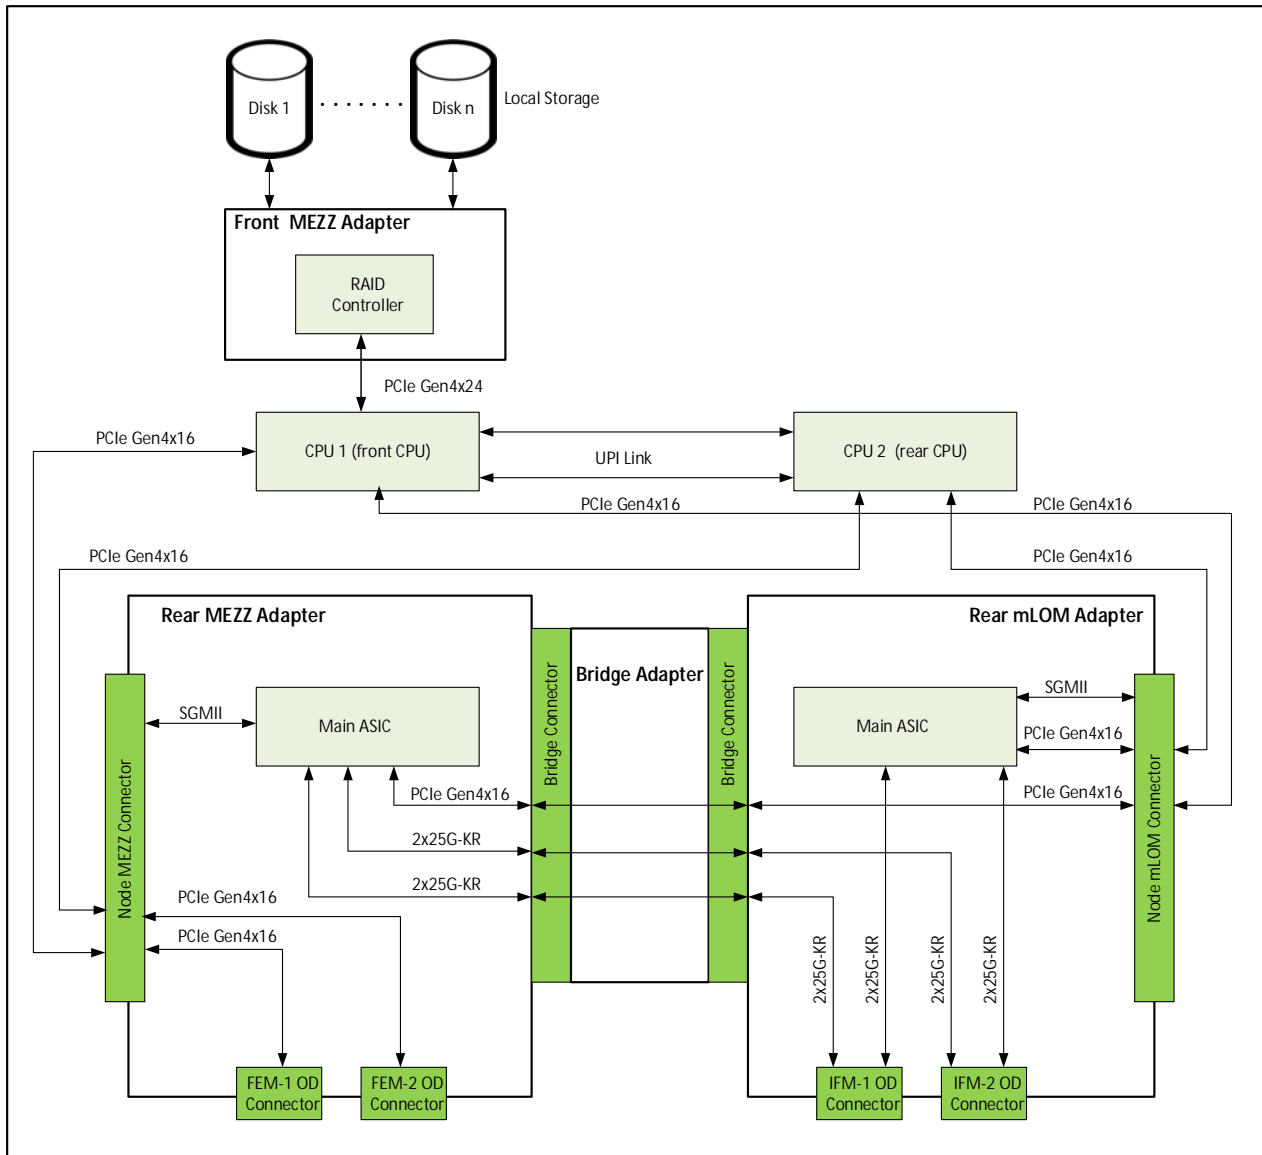 Disk 1
. . . . . . .
Disk n
Local Storage
Front MEZZ Adapter
RAID
Controller
PCIe Gen4x24
PCIe Gen4x16
CPU 1 (front CPU)
UPI Link
CPU 2 (rear CPU)
PCIe Gen4x16
PCIe Gen4x16
PCIe Gen4x16
PCIe Gen4x16
Rear MEZZ Adapter
Rear mLOM Adapter
Bridge Adapter
Bridge Connector
Bridge Connector
SGMII
Main ASIC
Main ASIC
SGMII
PCIe Gen4x16
Node MEZZ Connector
Node mLOM Connector
PCIe Gen4x16
PCIe Gen4x16
2x25G-KR
2x25G-KR
PCIe Gen4x16
PCIe Gen4x16
2x25G-KR
2x25G-KR
2x25G-KR
2x25G-KR
FEM-1 OD
Connector
FEM-2 OD
Connector
IFM-1 OD
Connector
IFM-2 OD
Connector